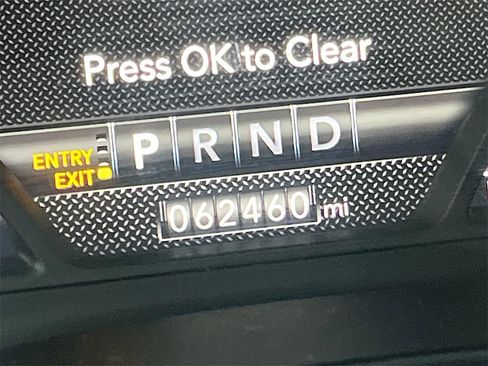 Press OK to Clear
ENTRY P R N D
EXIT
062460 mi